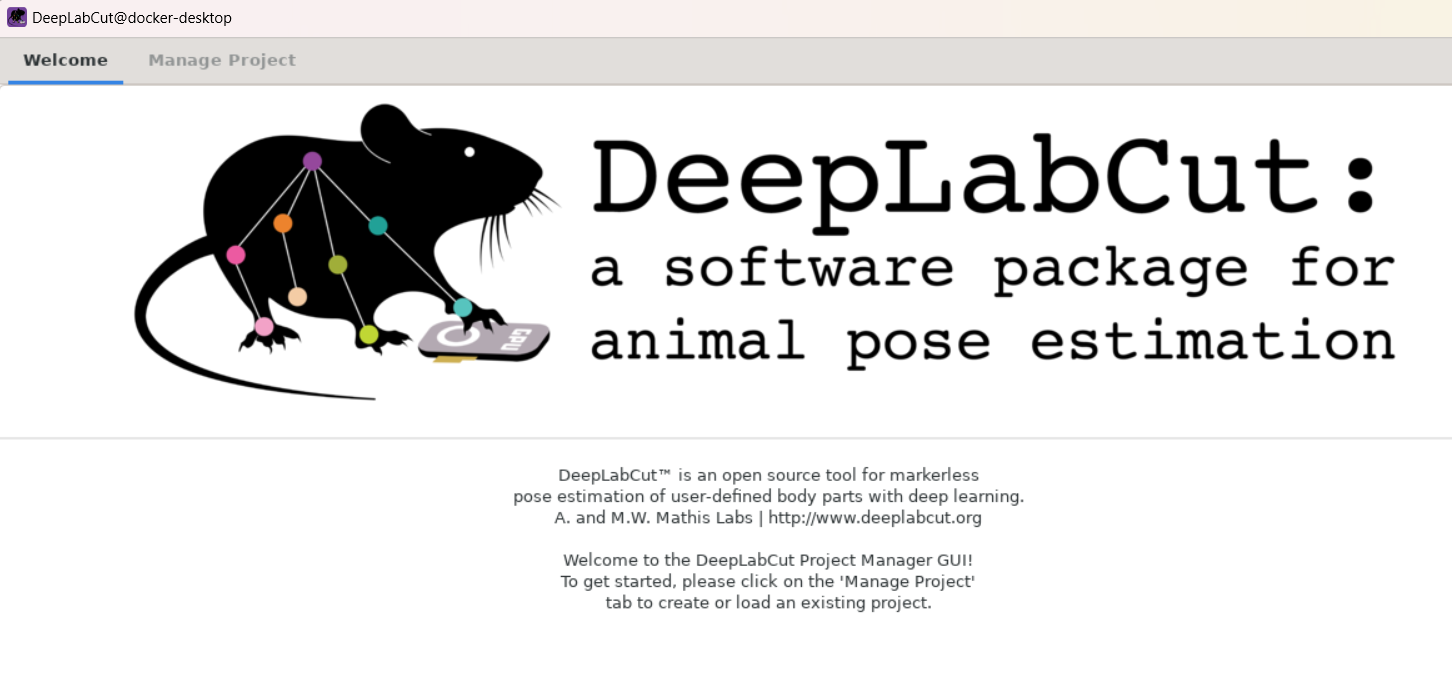 DeepLabCut@docker-desktop
Welcome Manage Project
DeepLabCut:
a software package for
animal pose estimation
GPU
DeepLabCut™ is an open source tool for markerless
pose estimation of user-defined body parts with deep learning.
A. and M.W. Mathis Labs | http://www.deeplabcut.org
Welcome to the DeepLabCut Project Manager GUI!
To get started, please click on the 'Manage Project'
tab to create or load an existing project.